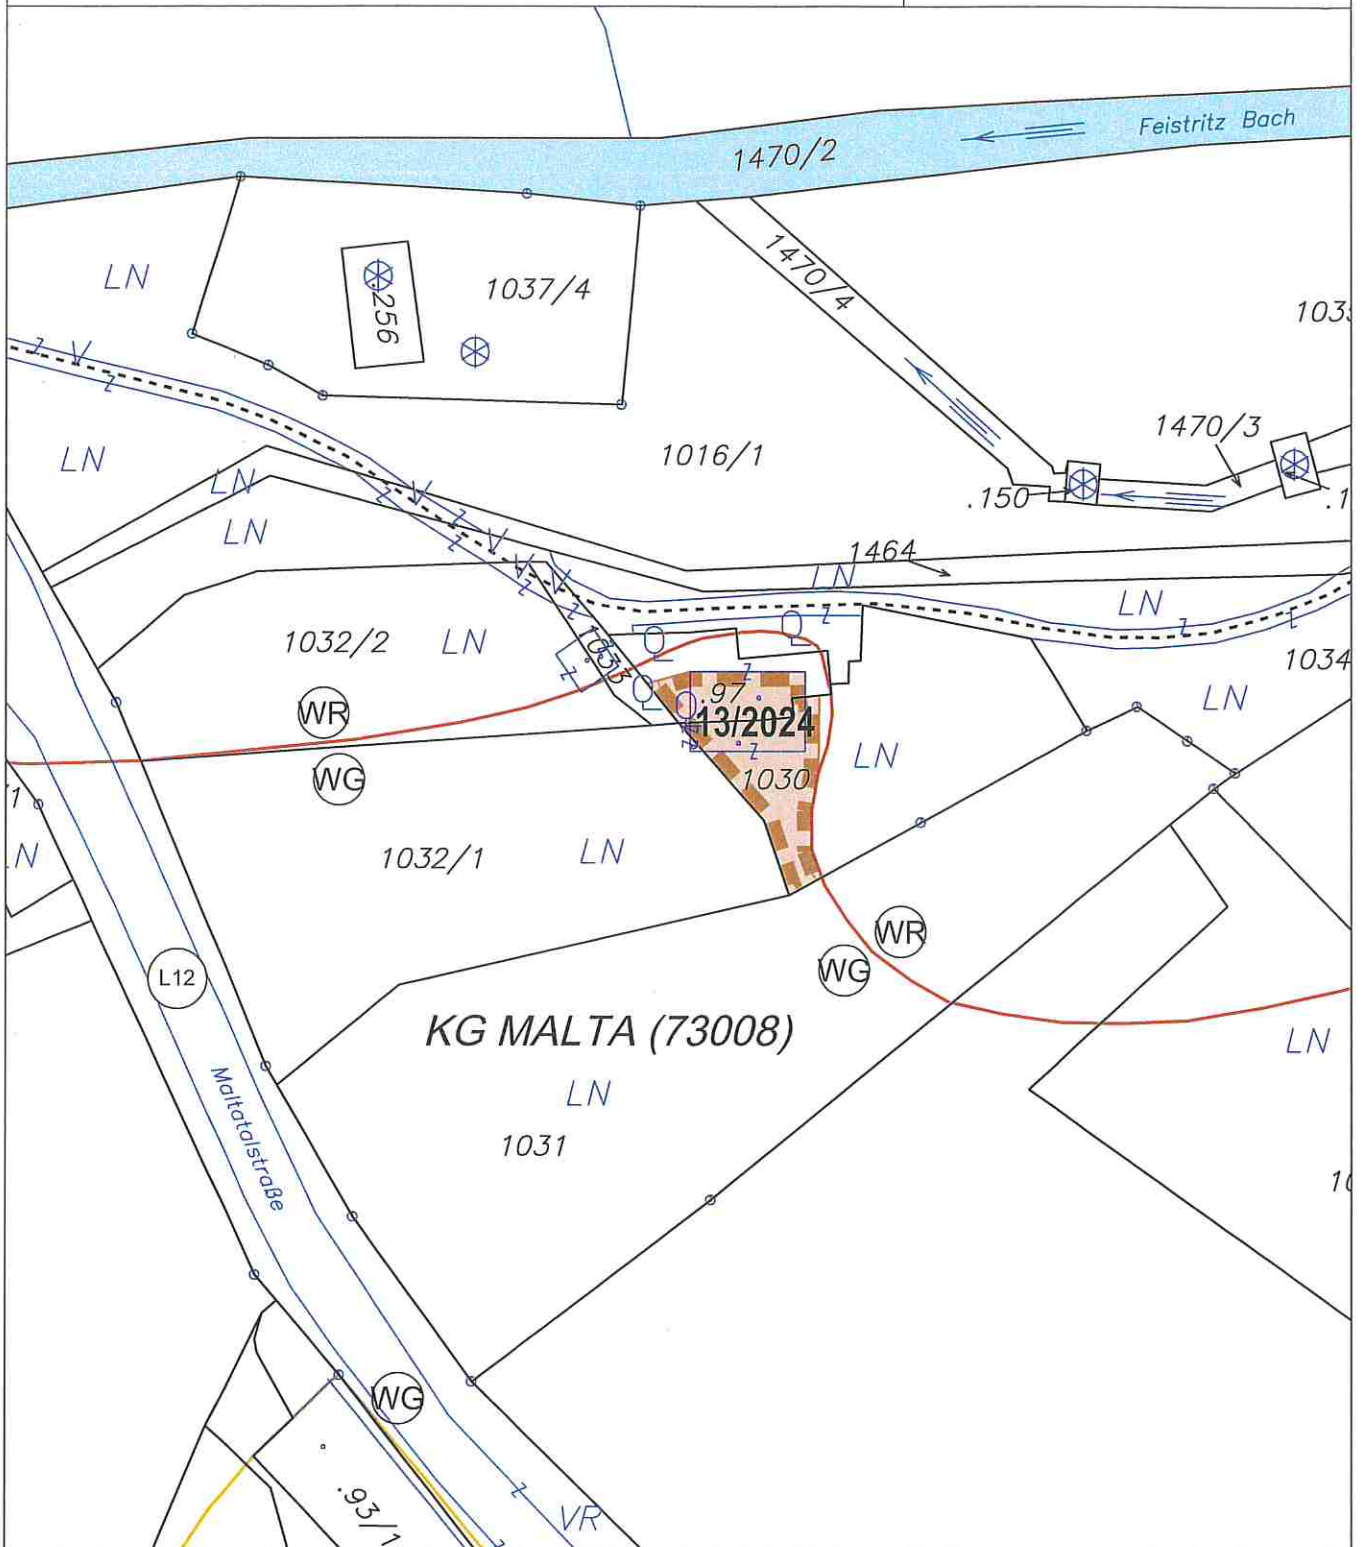 Feistritz Bach
1470/2
LN
.256
1037/4
1470/4
V
LN
LN
1016/1
1470/3
.150
V
LN
V
V
V
1464
LN
LN
1032/2
LN
1033
1034
LN
WR
.97
13/2024
WG
LN
1030
LN
1032/1
LN
WR
WG
L12
KG MALTA (73008)
LN
LN
Maltatalstraße
1031
WG
.93/1
VR